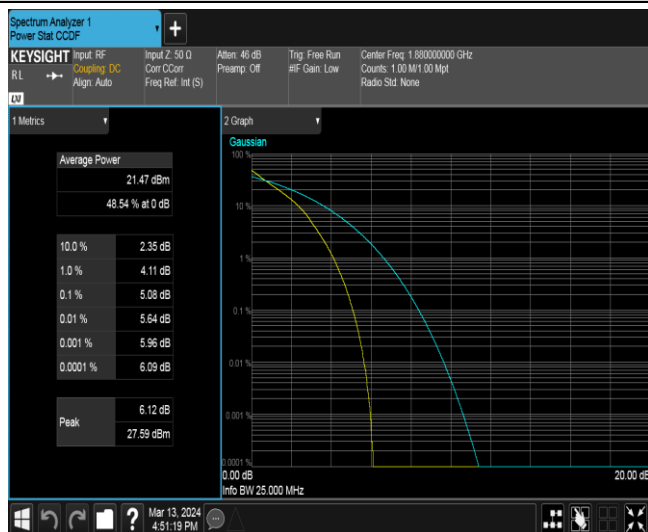 Spectrum Analyzer 1
Power Stat CCDF
KEYSIGHT
RL
Input: RF
Coupling: DC
Align: Auto
Input Z: 50 Ω
Corr CCorr
Freq Ref: Int (S)
Atten: 46 dB
Preamp: Off
Trig: Free Run
#IF Gain: Low
Center Freq: 1.880000000 GHz
Counts: 1.00 M/1.00 Mpt
Radio Std: None
1 Metrics
Average Power
21.47 dBm
48.54 % at 0 dB
10.0 % 2.35 dB
1.0 % 4.11 dB
0.1 % 5.08 dB
0.01 % 5.64 dB
0.001 % 5.96 dB
0.0001 % 6.09 dB
Peak
6.12 dB
27.59 dBm
2 Graph
Gaussian
100 %
10 %
1 %
0.1 %
0.01 %
0.001 %
0.0001 %
0.00 dB
20.00 dB
Info BW 25.000 MHz
?
Mar 13, 2024
4:51:19 PM